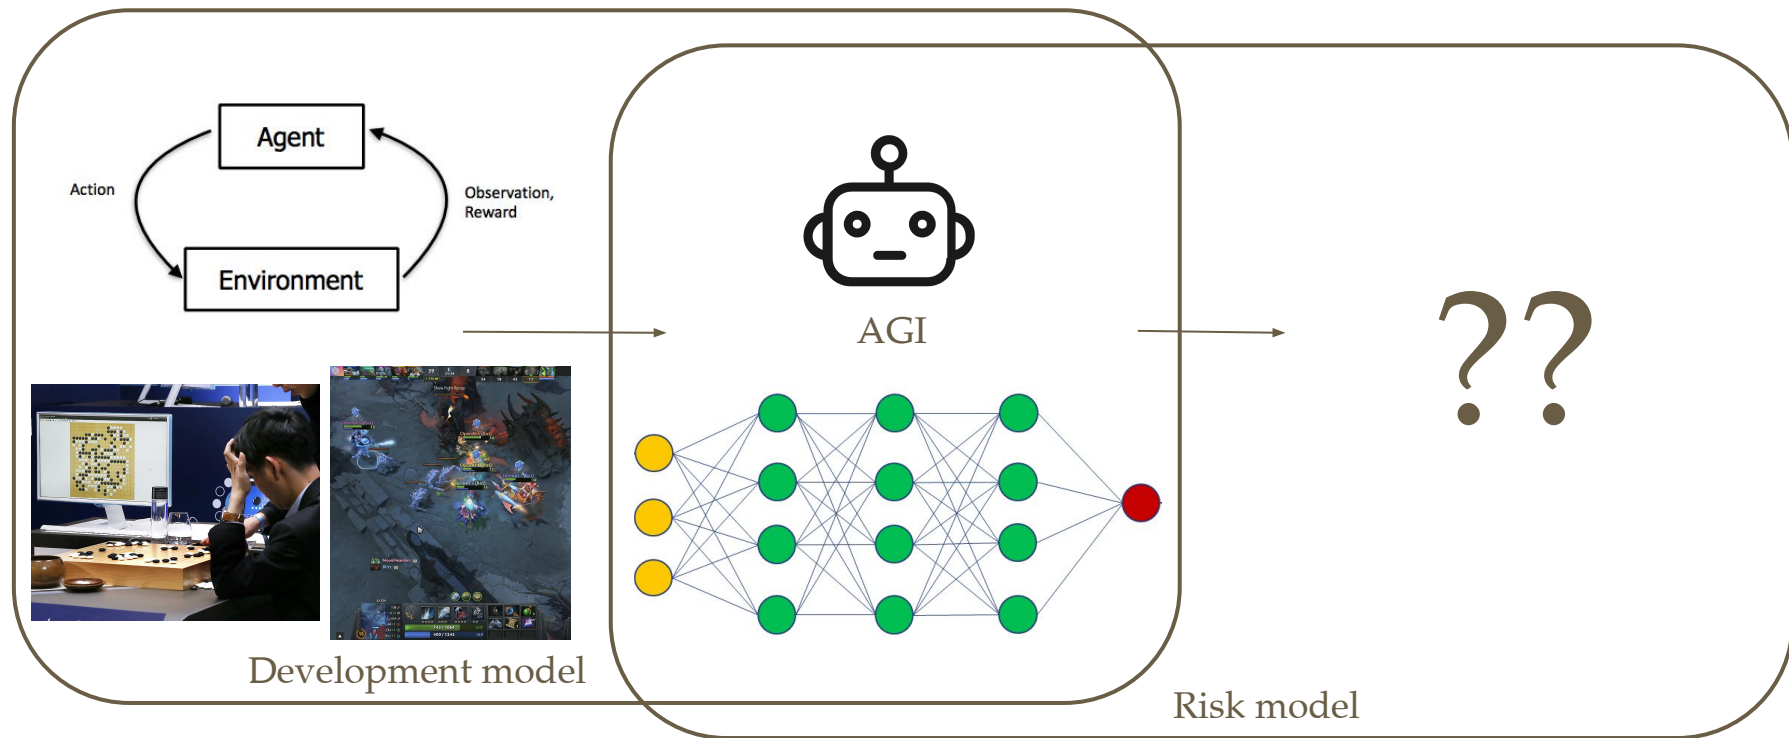 Agent
Action
Observation,
Reward
Environment
AGI
??
Development model
Risk model